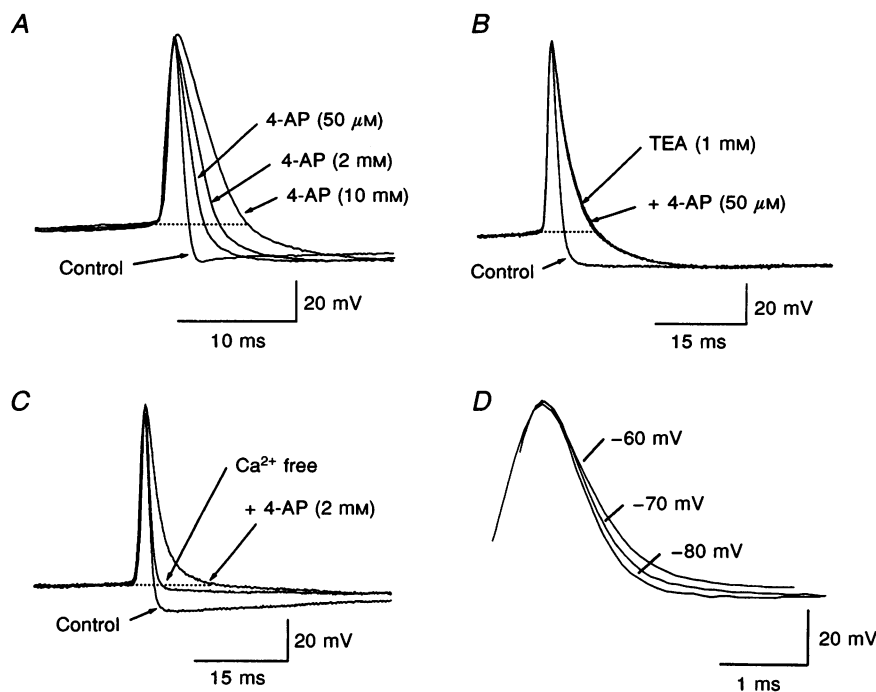 A
4-AP (50 μM)
4-AP (2 mM)
4-AP (10 mM)
Control
20 mV
10 ms
B
TEA (1 mM)
+ 4-AP (50 μM)
Control
20 mV
15 ms
C
Ca²⁺ free
+ 4-AP (2 mM)
Control
20 mV
15 ms
D
−60 mV
−70 mV
−80 mV
20 mV
1 ms